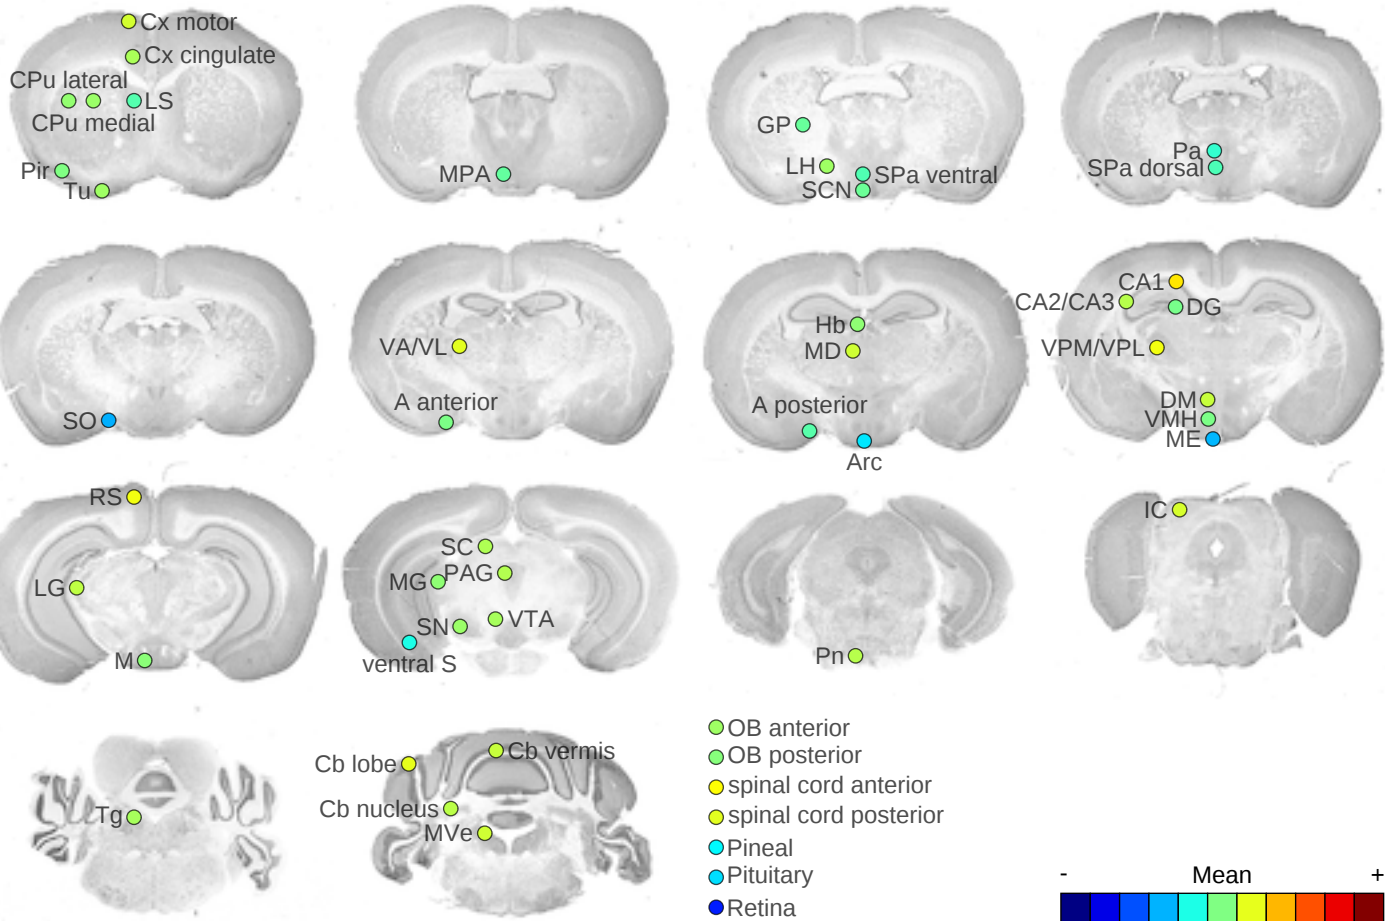 Cx motor
Cx cingulate
CPu lateral
LS
CPu medial
Pir
Tu
MPA
GP
LH
SPa ventral
SCN
Pa
SPa dorsal
SO
VA/VL
A anterior
Hb
MD
A posterior
Arc
CA1
CA2/CA3
DG
VPM/VPL
DM
VMH
ME
RS
LG
M
SC
MG
PAG
SN
VTA
ventral S
Pn
IC
Tg
Cb lobe
Cb vermis
Cb nucleus
MVe
OB anterior
OB posterior
spinal cord anterior
spinal cord posterior
Pineal
Pituitary
Retina
- Mean +